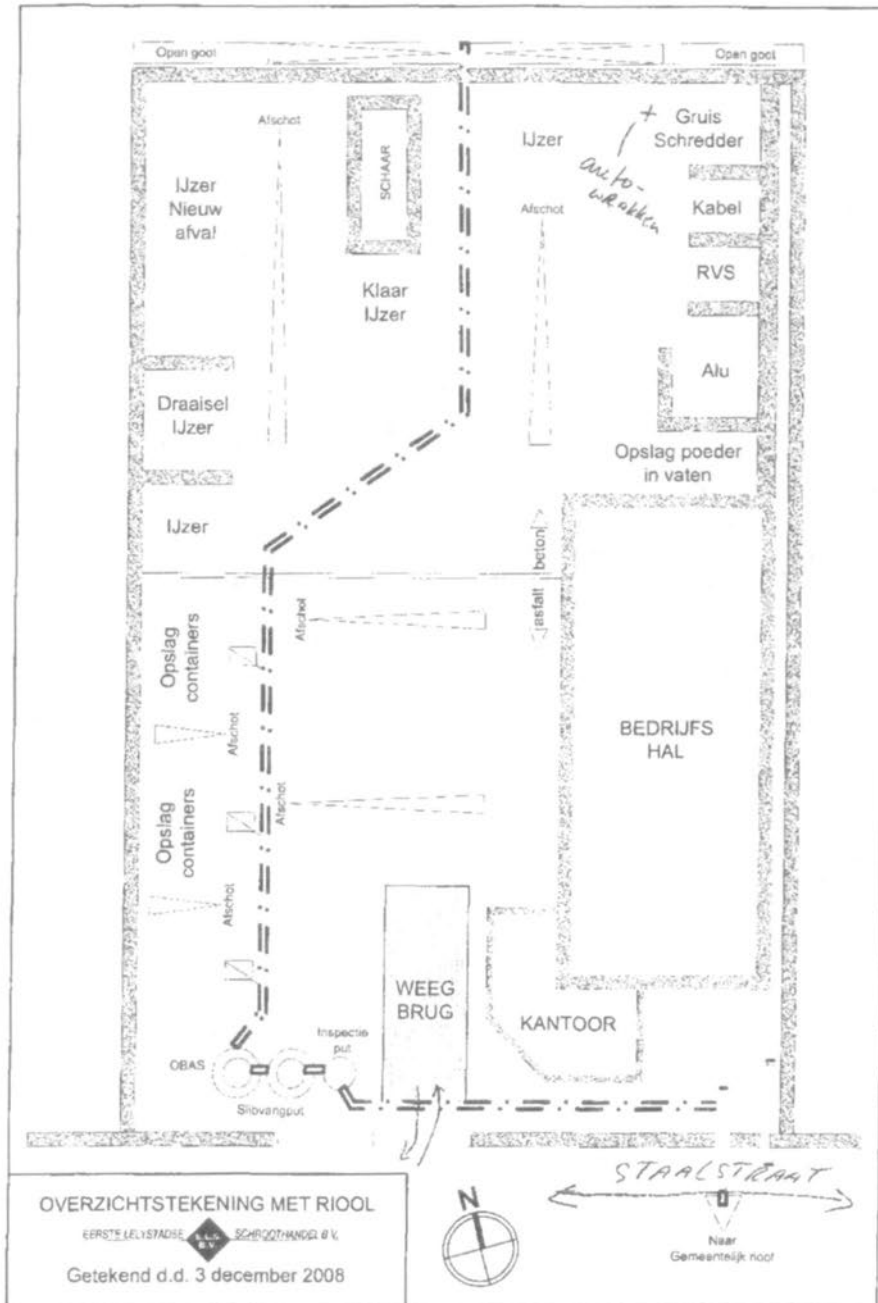 Open goot
Open goot
Afschot
SCHAAR
IJzer
+
Gruis
Schredder
auto-
wrakken
IJzer
Nieuw
afval
Afschot
Kabel
RVS
Klaar
IJzer
Alu
Draaisel
IJzer
Opslag poeder
in vaten
IJzer
beton
asfalt
Afschot
Opslag
containers
Afschot
BEDRIJFS
HAL
Afschot
Opslag
containers
Afschot
WEEG
BRUG
KANTOOR
Inspectie
put
OBAS
Slibvangput
STAALSTRAAT
OVERZICHTSTEKENING MET RIOOL
EERSTE LELYSTADSE
E.L.S.
B.V.
SCHROOTHANDEL B.V.
Getekend d.d. 3 december 2008
N
Naar
Gemeentelijk riool